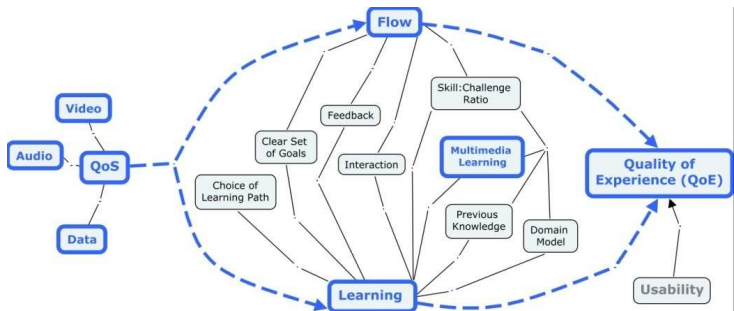 Flow
Video
Audio
QoS
Data
Skill:Challenge
Ratio
Feedback
Clear Set
of Goals
Interaction
Multimedia
Learning
Choice of
Learning Path
Previous
Knowledge
Domain
Model
Quality of
Experience (QoE)
Learning
Usability